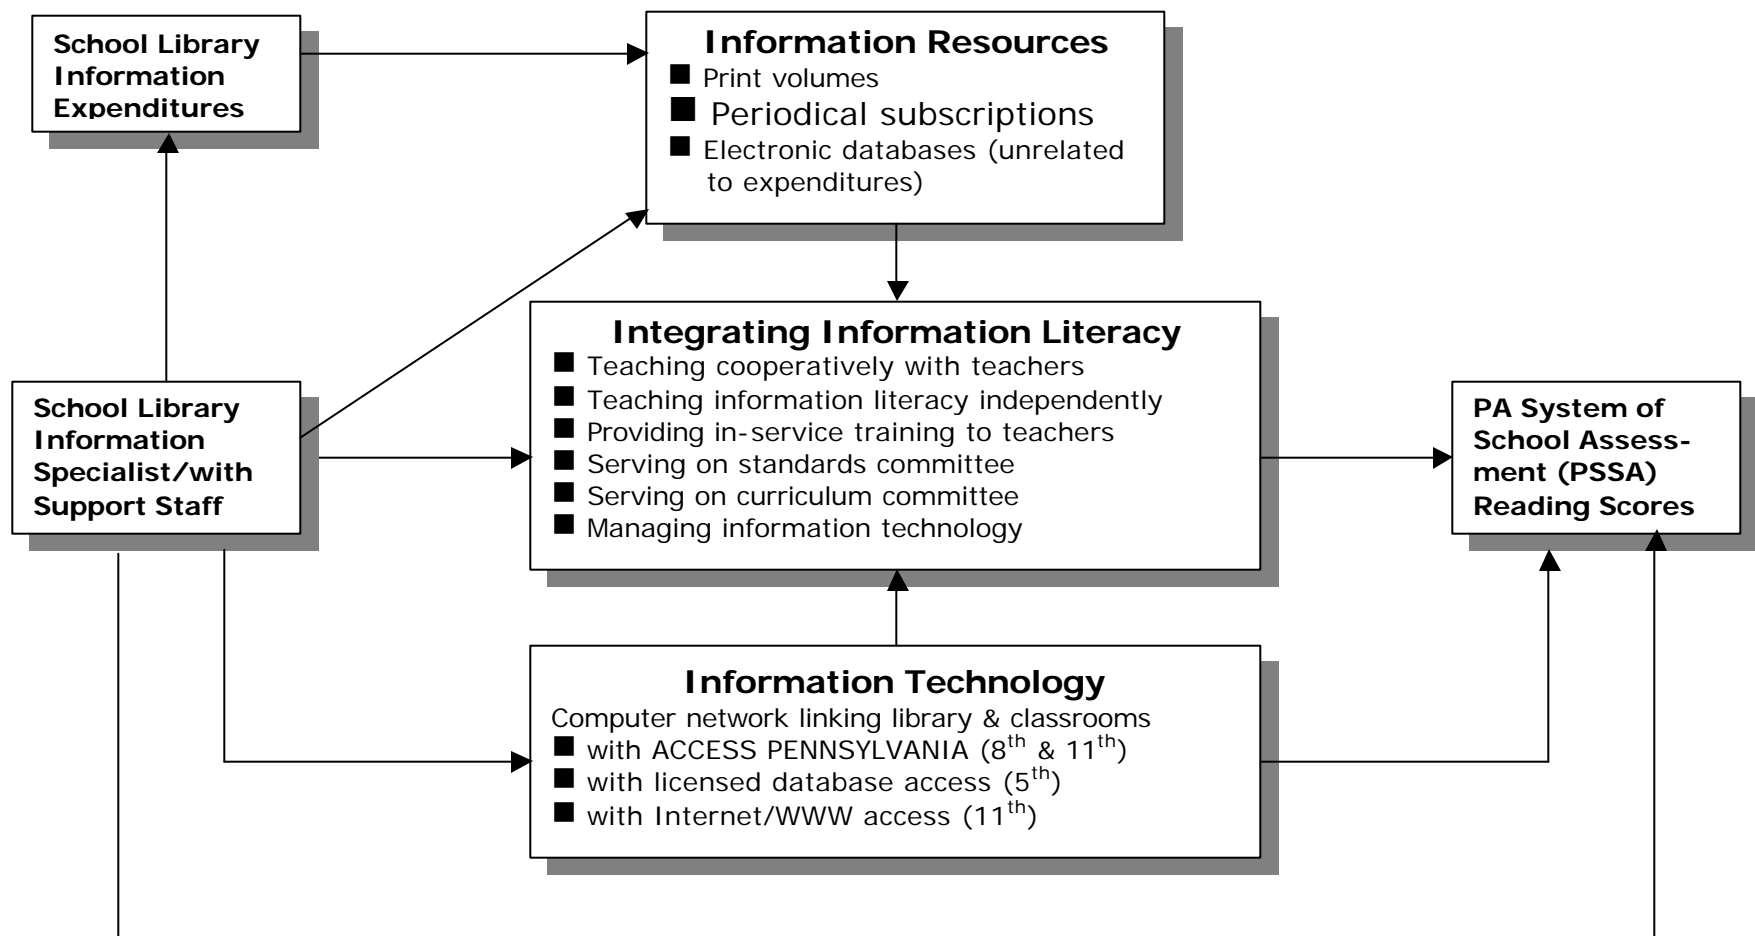 School Library
Information
Expenditures
Information Resources
■ Print volumes
■ Periodical subscriptions
■ Electronic databases (unrelated
to expenditures)
Integrating Information Literacy
■ Teaching cooperatively with teachers
■ Teaching information literacy independently
■ Providing in-service training to teachers
■ Serving on standards committee
■ Serving on curriculum committee
■ Managing information technology
School Library
Information
Specialist/with
Support Staff
PA System of
School Assess-
ment (PSSA)
Reading Scores
Information Technology
Computer network linking library & classrooms
■ with ACCESS PENNSYLVANIA (8th & 11th)
■ with licensed database access (5th)
■ with Internet/WWW access (11th)